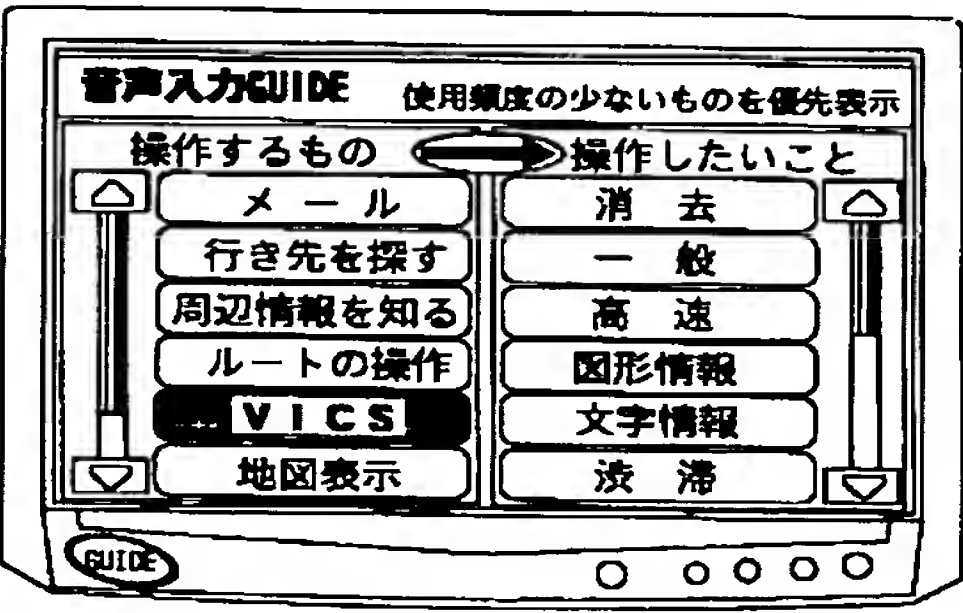 音声入力GUIDE 使用頻度の少ないものを優先表示
操作するもの 操作したいこと
メール 消去
行き先を探す 一般
周辺情報を知る 高速
ルートの操作 図形情報
VICS 文字情報
地図表示 渋滞
GUIDE